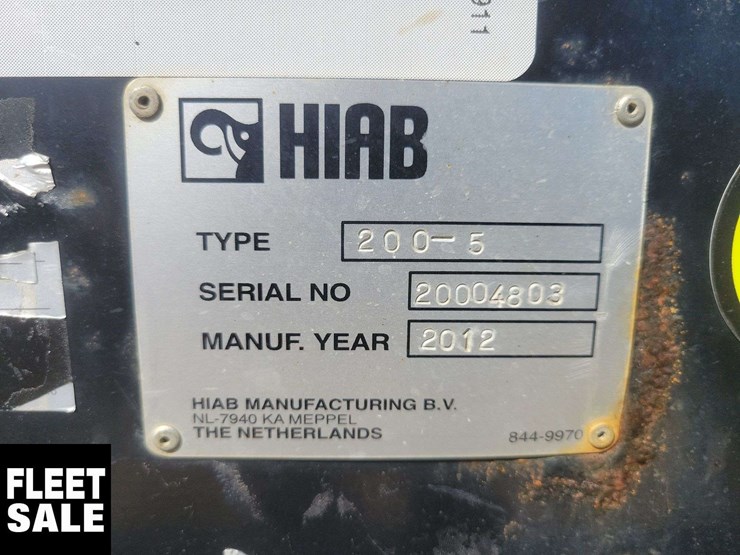 911
HIAB
TYPE 200-5
SERIAL NO 20004803
MANUF. YEAR 2012
HIAB MANUFACTURING B.V.
NL-7940 KA MEPPEL
THE NETHERLANDS 844-9970
FLEET
SALE